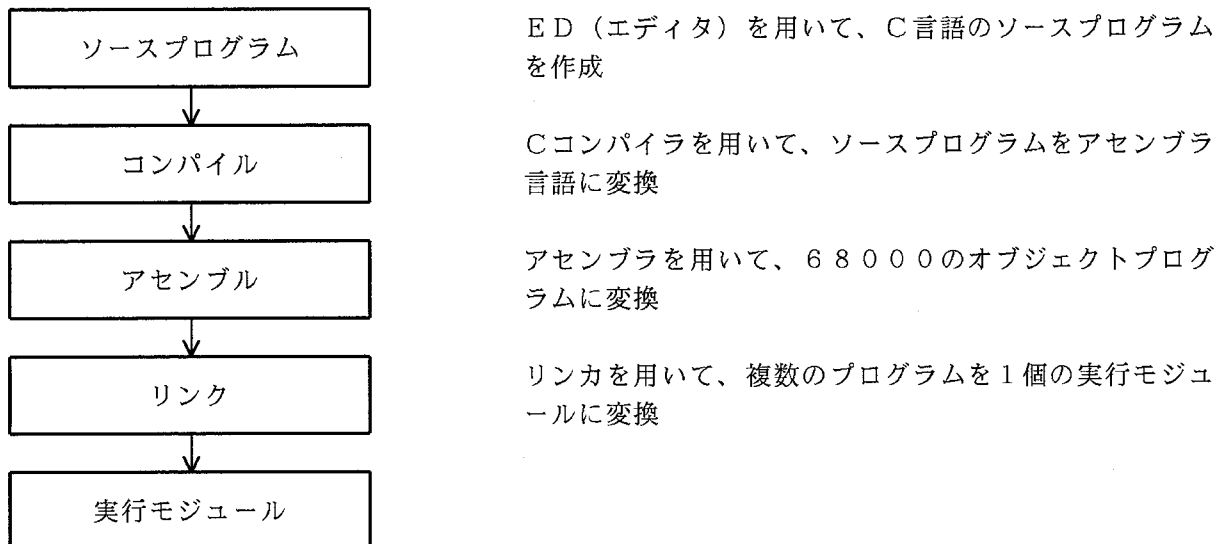 ソースプログラム
ED（エディタ）を用いて、C言語のソースプログラム
を作成
コンパイル
Cコンパイラを用いて、ソースプログラムをアセンブラ
言語に変換
アセンブル
アセンブラを用いて、68000のオブジェクトプログ
ラムに変換
リンク
リンカを用いて、複数のプログラムを1個の実行モジュ
ールに変換
実行モジュール